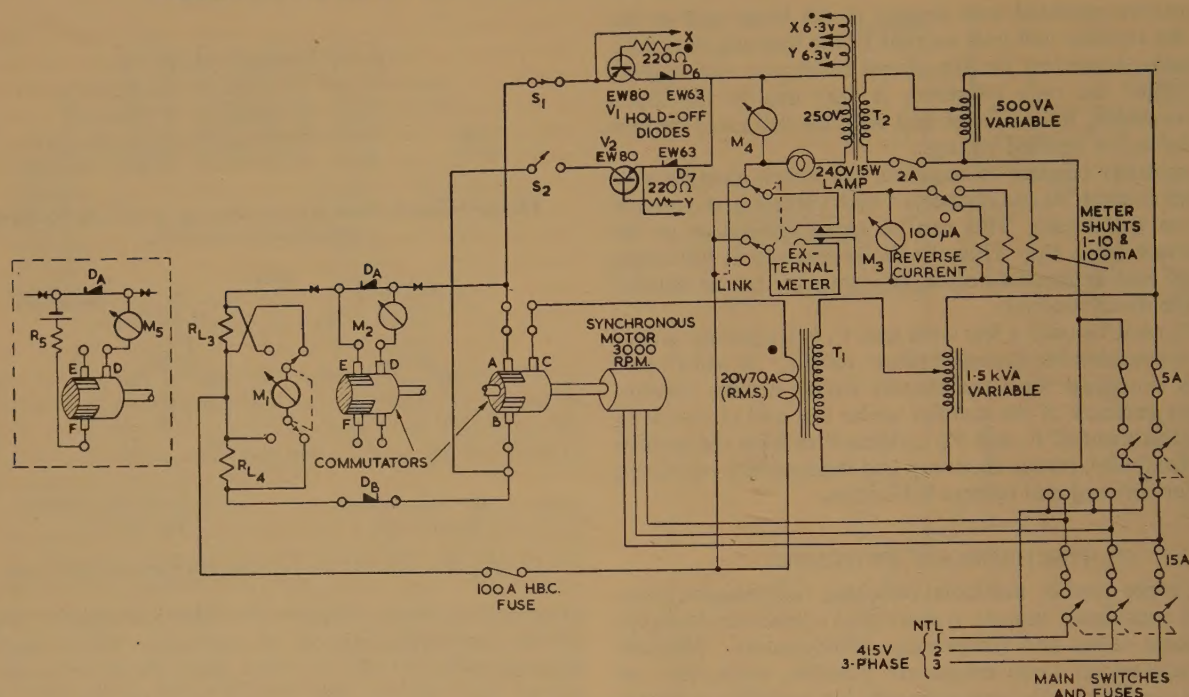 X 6·3V
Y 6·3V
X
220Ω
D6
S1
EW80
EW63
V1
HOLD-OFF
DIODES
V2
EW80
EW63
S2
D7
220Ω
Y
M4
250V
T2
500VA
VARIABLE
240V15W
LAMP
2A
100µA
M3
REVERSE
CURRENT
METER
SHUNTS
1-10 &
100mA
LINK
EX-
TERNAL
METER
DA
M5
R5
E
D
F
DA
RL3
M2
E
D
M1
F
RL4
COMMUTATORS
DB
A
C
B
SYNCHRONOUS
MOTOR
3000
R.P.M.
20V70A
(R.M.S.)
T1
1·5 kVA
VARIABLE
5A
15A
100A H.B.C.
FUSE
NTL
1
415V
3-PHASE
2
3
MAIN SWITCHES
AND FUSES